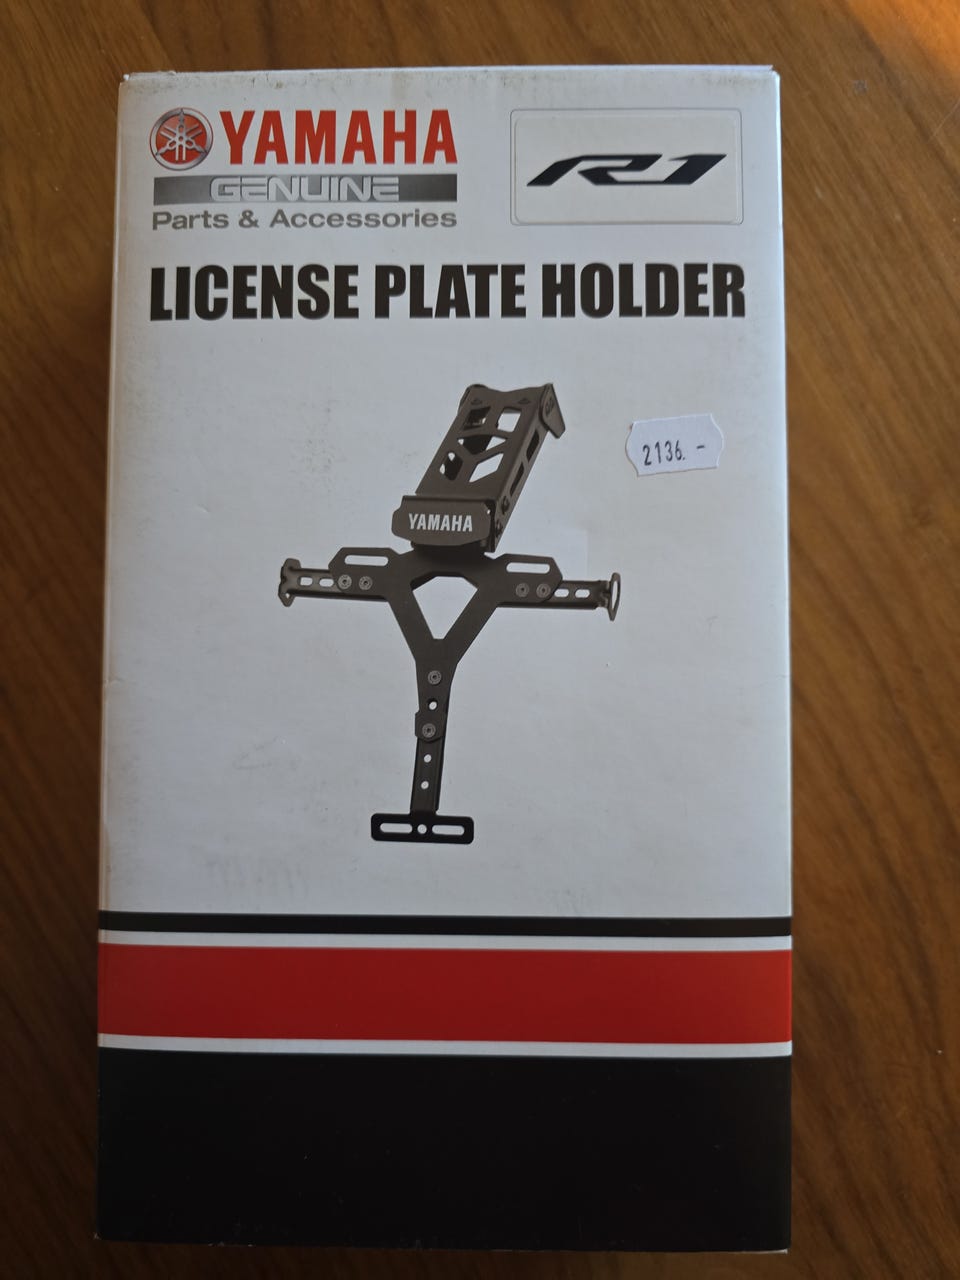 YAMAHA
GENUINE
Parts & Accessories
R1
LICENSE PLATE HOLDER
2136. -
YAMAHA